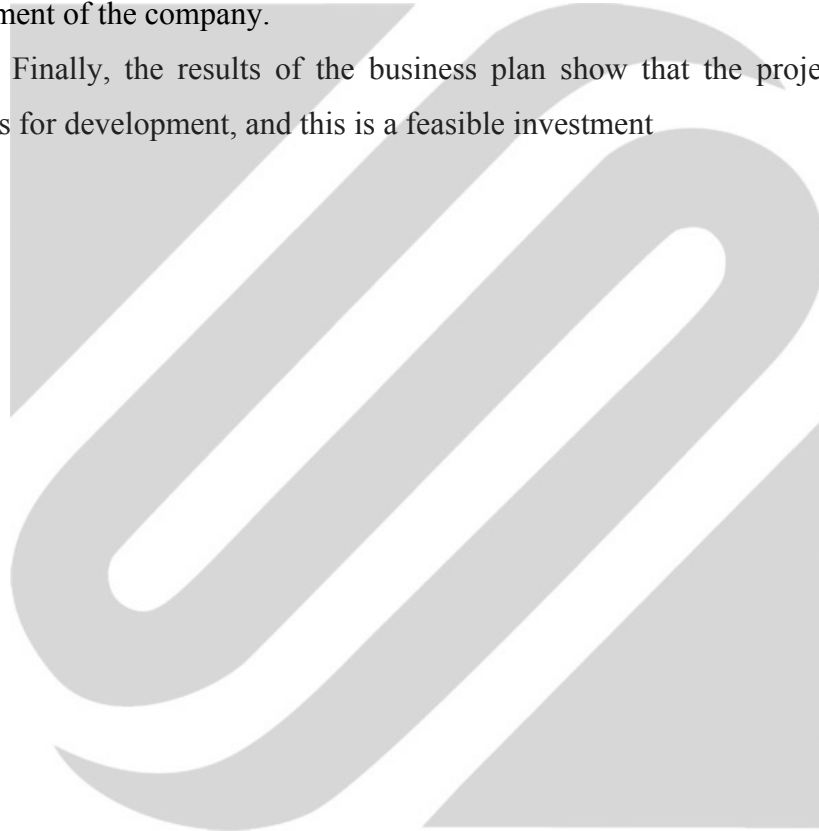 ment of the company.
Finally, the results of the business plan show that the proje
s for development, and this is a feasible investment